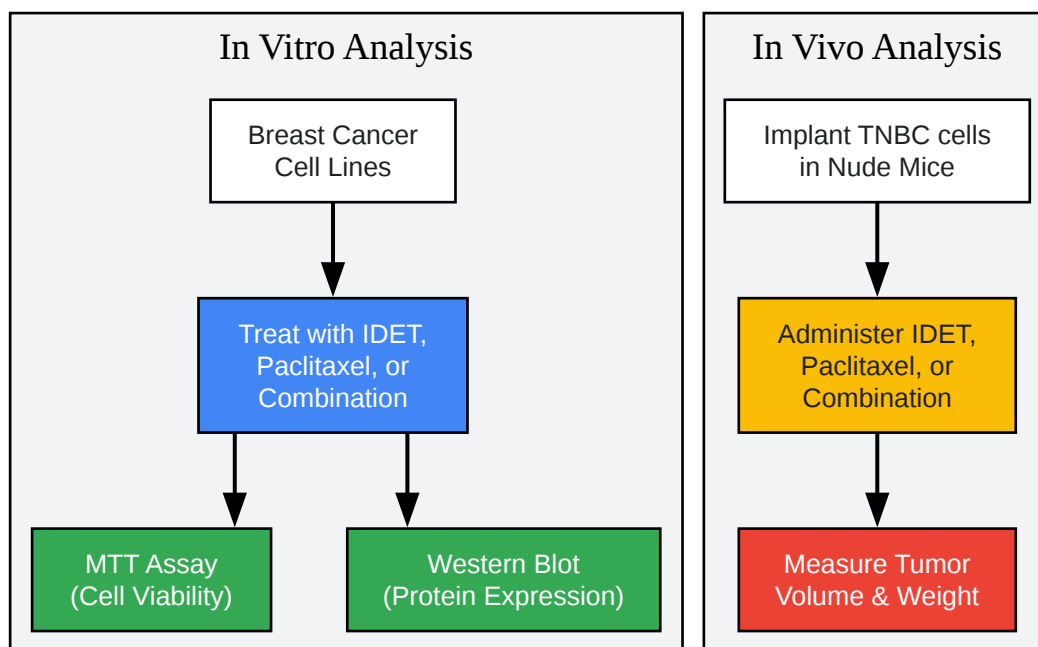 In Vitro Analysis
Breast Cancer
Cell Lines
Treat with IDET,
Paclitaxel, or
Combination
MTT Assay
(Cell Viability)
Western Blot
(Protein Expression)
In Vivo Analysis
Implant TNBC cells
in Nude Mice
Administer IDET,
Paclitaxel, or
Combination
Measure Tumor
Volume & Weight